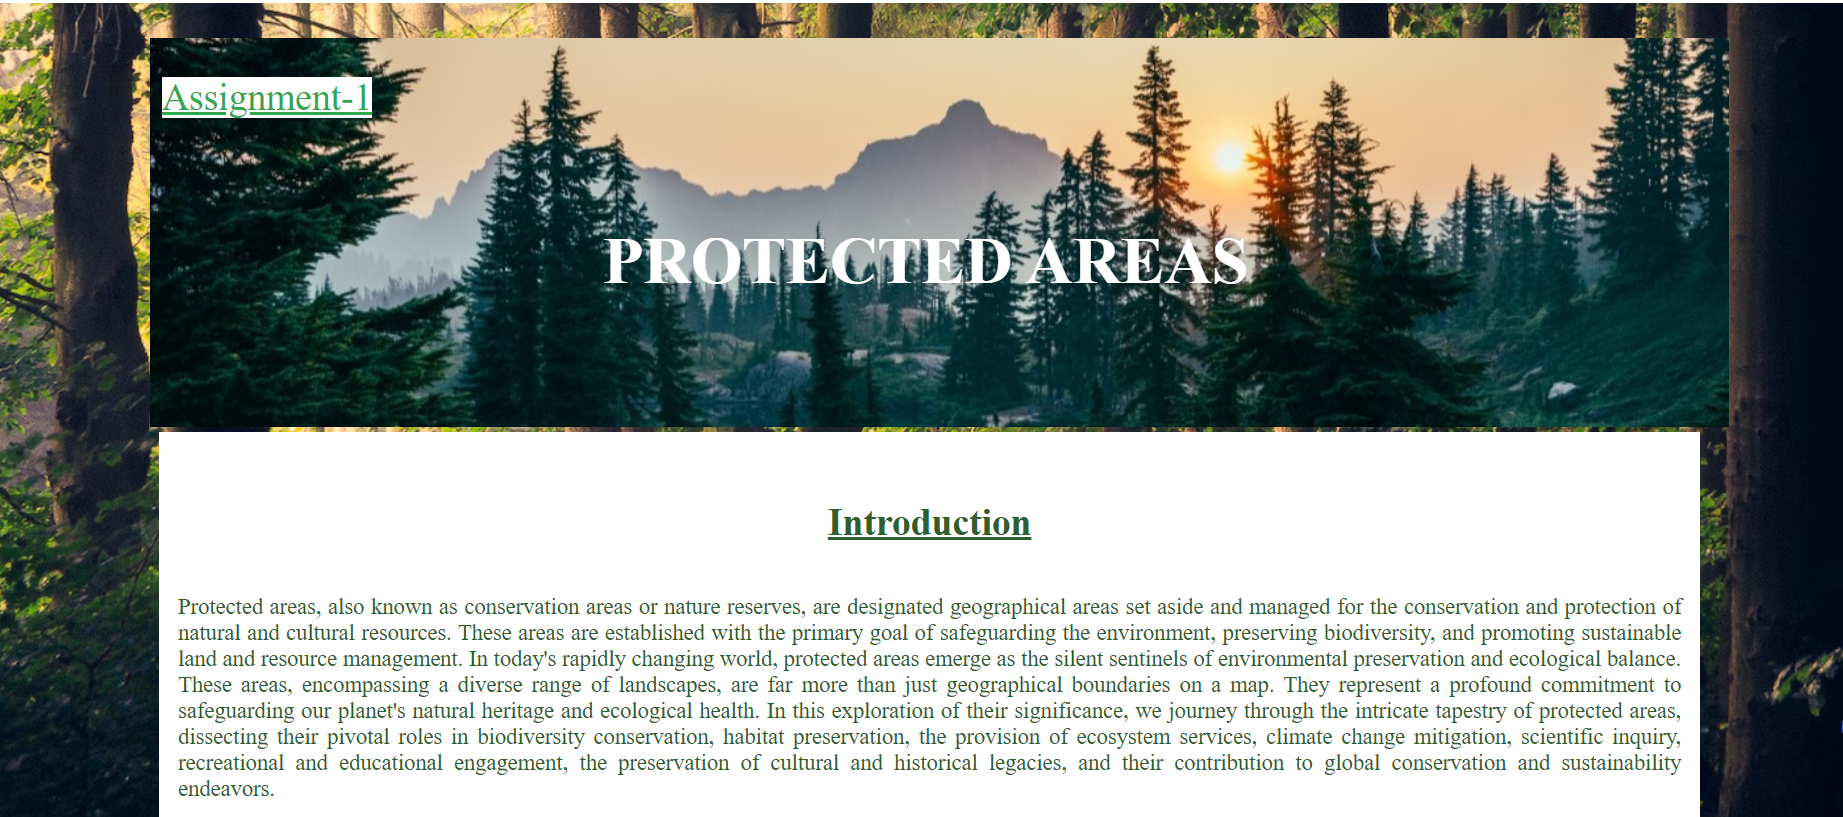 Assignment-1
PROTECTED AREAS
Introduction
Protected areas, also known as conservation areas or nature reserves, are designated geographical areas set aside and managed for the conservation and protection of
natural and cultural resources. These areas are established with the primary goal of safeguarding the environment, preserving biodiversity, and promoting sustainable
land and resource management. In today's rapidly changing world, protected areas emerge as the silent sentinels of environmental preservation and ecological balance.
These areas, encompassing a diverse range of landscapes, are far more than just geographical boundaries on a map. They represent a profound commitment to
safeguarding our planet's natural heritage and ecological health. In this exploration of their significance, we journey through the intricate tapestry of protected areas,
dissecting their pivotal roles in biodiversity conservation, habitat preservation, the provision of ecosystem services, climate change mitigation, scientific inquiry,
recreational and educational engagement, the preservation of cultural and historical legacies, and their contribution to global conservation and sustainability
endeavors.